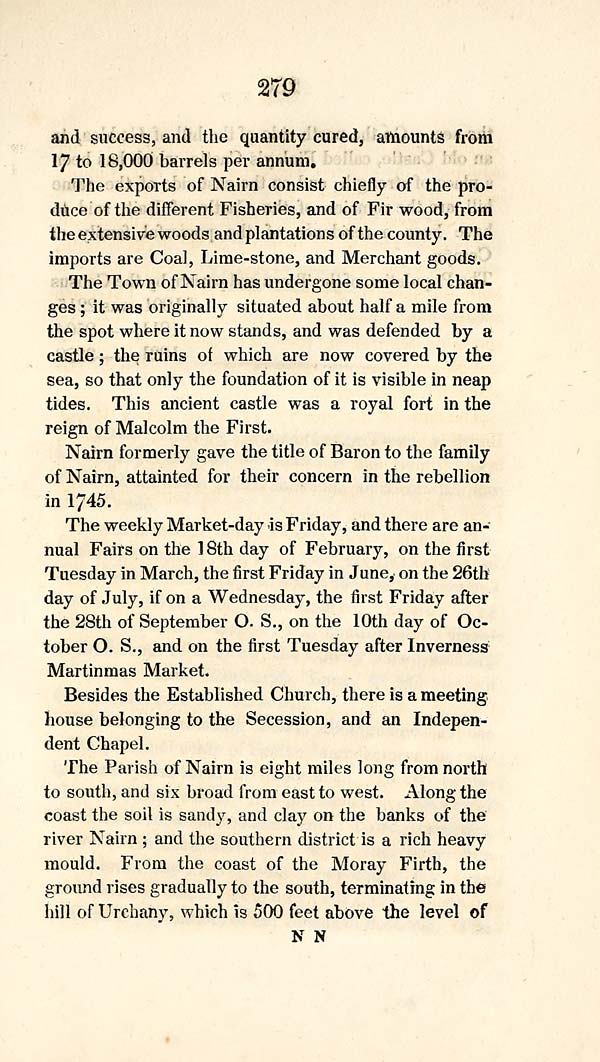 279
and success, and the quantity cured, amounts from
17 to 18,000 barrels per annum.
The exports of Nairn consist chiefly of the pro-
duce of the different Fisheries, and of Fir wood, from
the extensive woods and plantations of the county. The
imports are Coal, Lime-stone, and Merchant goods.
The Town of Nairn has undergone some local chan-
ges; it was originally situated about half a mile from
the spot where it now stands, and was defended by a
castle; the ruins of which are now covered by the
sea, so that only the foundation of it is visible in neap
tides. This ancient castle was a royal fort in the
reign of Malcolm the First.
Nairn formerly gave the title of Baron to the family
of Nairn, attainted for their concern in the rebellion
in 1745.
The weekly Market-day is Friday, and there are an-
nual Fairs on the 18th day of February, on the first
Tuesday in March, the first Friday in June, on the 26th
day of July, if on a Wednesday, the first Friday after
the 28th of September O. S., on the 10th day of Oc-
tober O. S., and on the first Tuesday after Inverness
Martinmas Market.
Besides the Established Church, there is a meeting
house belonging to the Secession, and an Indepen-
dent Chapel.
The Parish of Nairn is eight miles long from north
to south, and six broad from east to west. Along the
coast the soil is sandy, and clay on the banks of the
river Nairn; and the southern district is a rich heavy
mould. From the coast of the Moray Firth, the
ground rises gradually to the south, terminating in the
hill of Urchany, which is 500 feet above the level of
N N